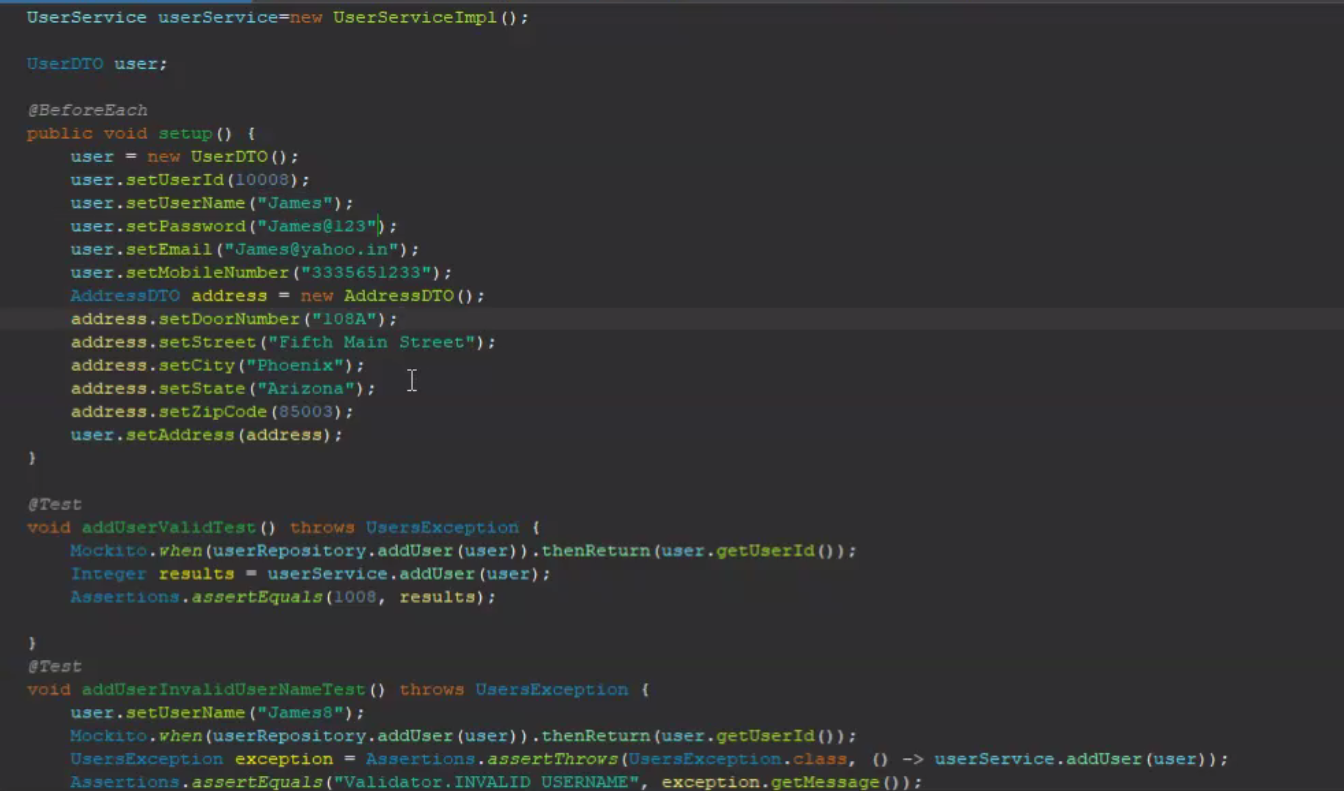 UserService userService=new UserServiceImpl();
UserDTO user;
@BeforeEach
public void setup() {
user = new UserDTO();
user.setUserId(10008);
user.setUserName("James");
user.setPassword("James@123");
user.setEmail("James@yahoo.in");
user.setMobileNumber("3335651233");
AddressDTO address = new AddressDTO();
address.setDoorNumber("108A");
address.setStreet("Fifth Main Street");
address.setCity("Phoenix");
address.setState("Arizona");
address.setZipCode(85003);
user.setAddress(address);
}
@Test
void addUserValidTest() throws UsersException {
Mockito.when(userRepository.addUser(user)).thenReturn(user.getUserId());
Integer results = userService.addUser(user);
Assertions.assertEquals(1008, results);
}
@Test
void addUserInvalidUserNameTest() throws UsersException {
user.setUserName("James8");
Mockito.when(userRepository.addUser(user)).thenReturn(user.getUserId());
UsersException exception = Assertions.assertThrows(UsersException.class, () -> userService.addUser(user));
Assertions.assertEquals("Validator.INVALID_USERNAME", exception.getMessage());